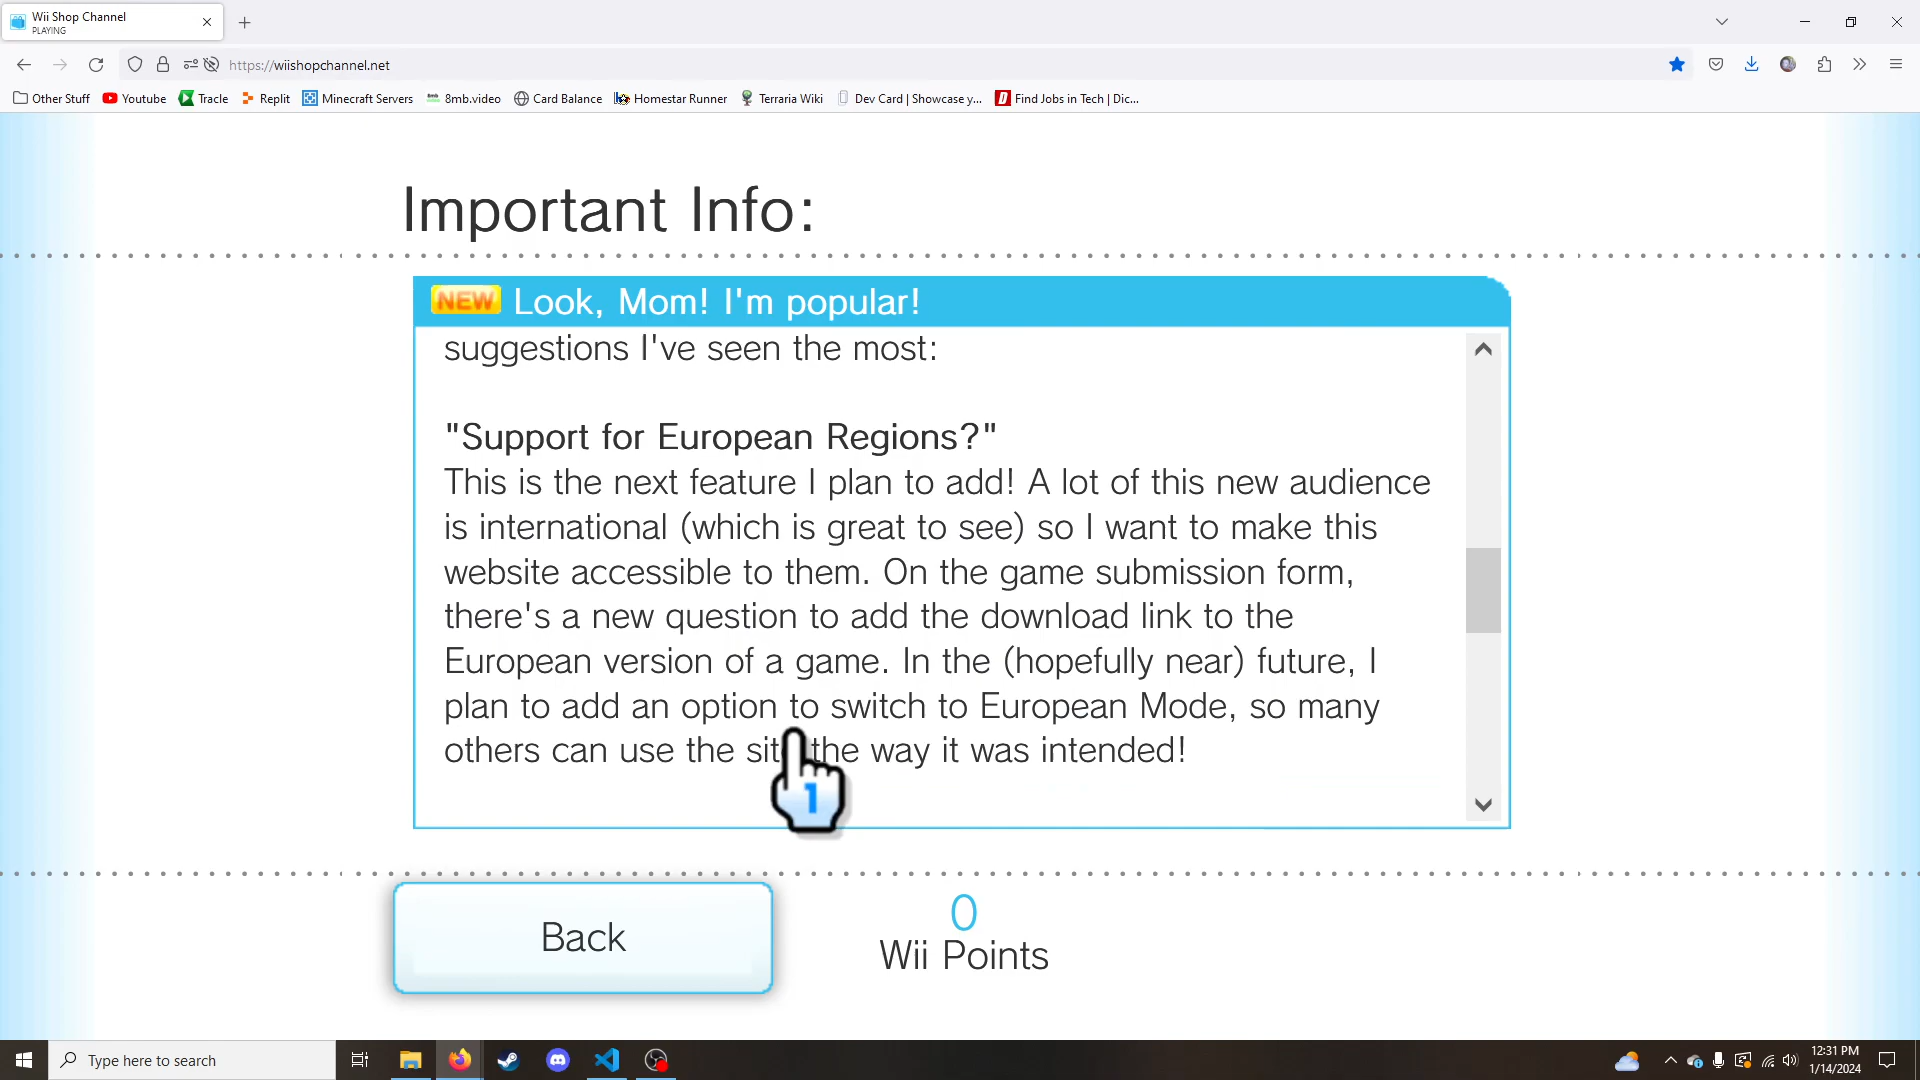 Wii Shop Channel
PLAYING
https://wiishopchannel.net
Other Stuff
Youtube
Tracle
Replit
Minecraft Servers
8mb.video
Card Balance
Homestar Runner
Terraria Wiki
Dev Card | Showcase y...
Find Jobs in Tech | Dic...
Important Info:
NEW Look, Mom! I'm popular!
suggestions I've seen the most:
"Support for European Regions?"
This is the next feature I plan to add! A lot of this new audience
is international (which is great to see) so I want to make this
website accessible to them. On the game submission form,
there's a new question to add the download link to the
European version of a game. In the (hopefully near) future, I
plan to add an option to switch to European Mode, so many
others can use the sit the way it was intended!
1
Back
0
Wii Points
Type here to search
12:31 PM
1/14/2024